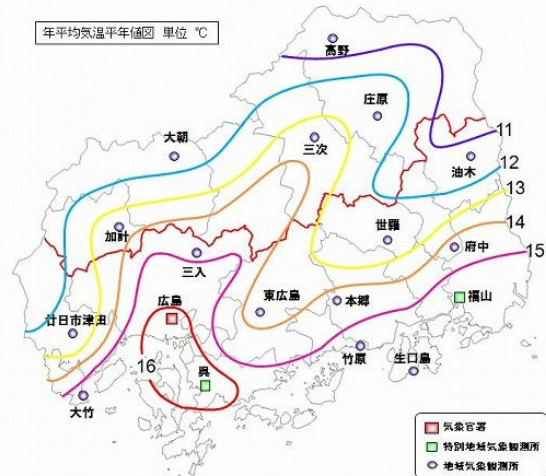 年平均気温平年値図 単位 ℃
高野
庄原
大朝
三次
11
油木
12
13
世羅
14
加計
府中
15
三入
広島
東広島
本郷
福山
廿日市津田
16
呉
竹原
生口島
大竹
気象官署
特別地域気象観測所
地域気象観測所